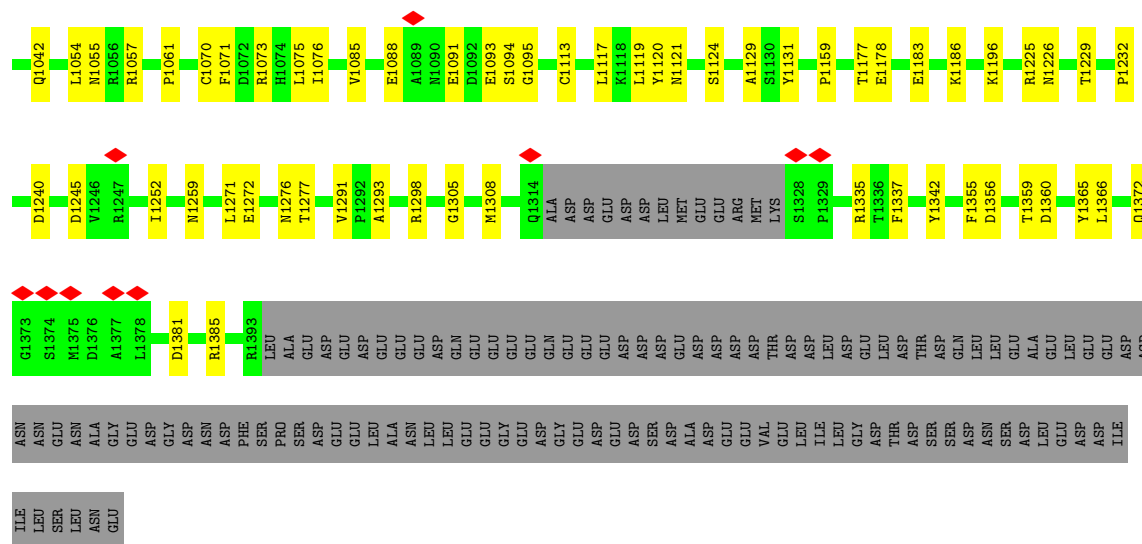 Q1042 L1054 N1055 R1056 R1057 P1061 C1070 F1071 D1072 R1073 H1074 L1075 I1076 V1085 E1088 A1089 N1090 E1091 D1092 E1093 S1094 G1095 C1113 L1117 K1118 L1119 Y1120 N1121 S1124 A1129 S1130 Y1131 P1159 T1177 E1178 E1183 K1186 K1196 R1225 N1226 T1229 P1232
D1240 D1245 V1246 R1247 I1252 N1259 L1271 E1272 N1276 T1277 V1291 P1292 A1293 R1298 G1305 M1308 Q1314 ALA ASP ASP GLU ASP ASP LEU MET GLU GLU ARG MET LYS S1328 P1329 R1335 T1336 F1337 Y1342 F1355 D1356 T1359 D1360 Y1365 L1366 Q1372
G1373 S1374 M1375 D1376 A1377 L1378 D1381 R1385 R1393 LEU ALA GLU ASP GLU ASP GLU GLU GLU ASP GLN GLU GLU GLU GLU GLN GLU GLU GLU ASP ASP ASP GLU ASP ASP ASP ASP THR ASP ASP LEU ASP GLU LEU ASP THR ASP GLN LEU LEU GLU ALA GLU LEU GLU GLU ASP ASP
ASN ASN GLU ASN ALA GLY GLU ASP GLY ASP ASN ASP PHE SER PRO SER ASP GLU GLU LEU ALA ASN LEU LEU GLU GLU GLY GLU ASP GLY GLU ASP GLU ASP SER ASP ALA ASP GLU GLU VAL GLU LEU ILE LEU GLY ASP THR ASP SER SER ASP ASN SER ASP LEU GLU ASP ASP ILE
ILE LEU SER LEU ASN GLU